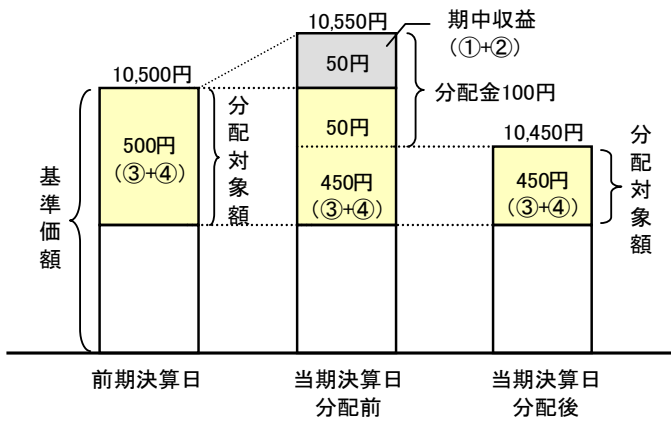 10,550円
期中収益
（①+②）
50円
分配金100円
10,500円
500円
（③+④）
分配対象額
基準価額
50円
450円
（③+④）
10,450円
450円
（③+④）
分配対象額
前期決算日
当期決算日
分配前
当期決算日
分配後